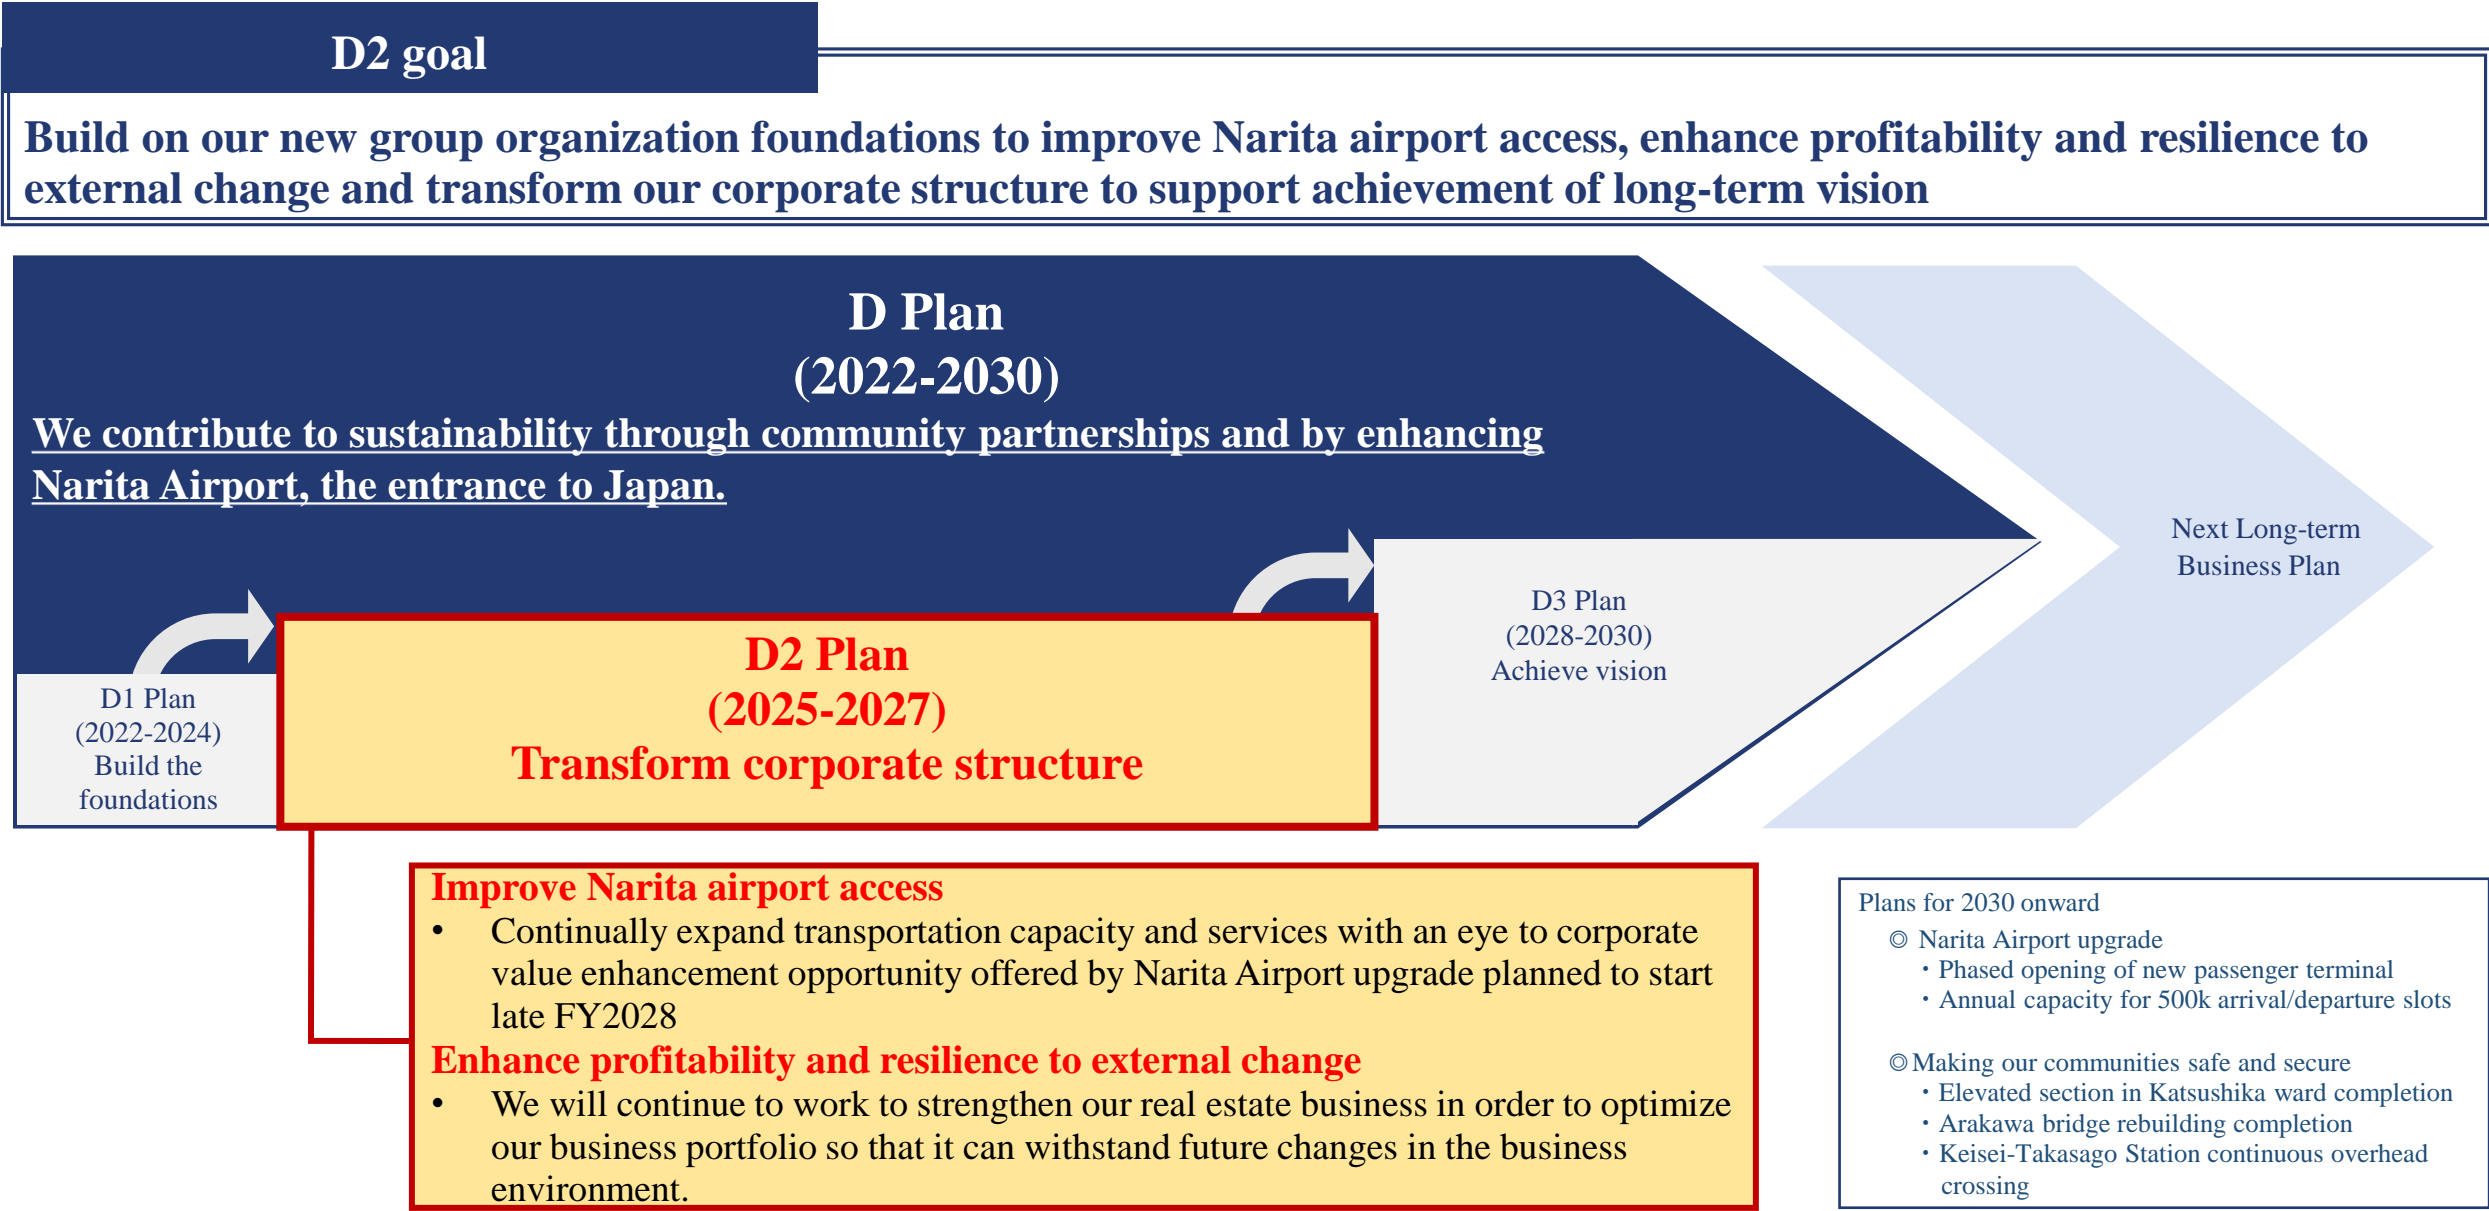 D2 goal
Build on our new group organization foundations to improve Narita airport access, enhance profitability and resilience to
external change and transform our corporate structure to support achievement of long-term vision
D Plan
(2022-2030)
We contribute to sustainability through community partnerships and by enhancing
Narita Airport, the entrance to Japan.
D1 Plan
(2022-2024)
Build the
foundations
D2 Plan
(2025-2027)
Transform corporate structure
D3 Plan
(2028-2030)
Achieve vision
Next Long-term
Business Plan
Improve Narita airport access
• Continually expand transportation capacity and services with an eye to corporate
value enhancement opportunity offered by Narita Airport upgrade planned to start
late FY2028
Enhance profitability and resilience to external change
• We will continue to work to strengthen our real estate business in order to optimize
our business portfolio so that it can withstand future changes in the business
environment.
Plans for 2030 onward
◎ Narita Airport upgrade
・Phased opening of new passenger terminal
・Annual capacity for 500k arrival/departure slots
◎Making our communities safe and secure
・Elevated section in Katsushika ward completion
・Arakawa bridge rebuilding completion
・Keisei-Takasago Station continuous overhead
crossing